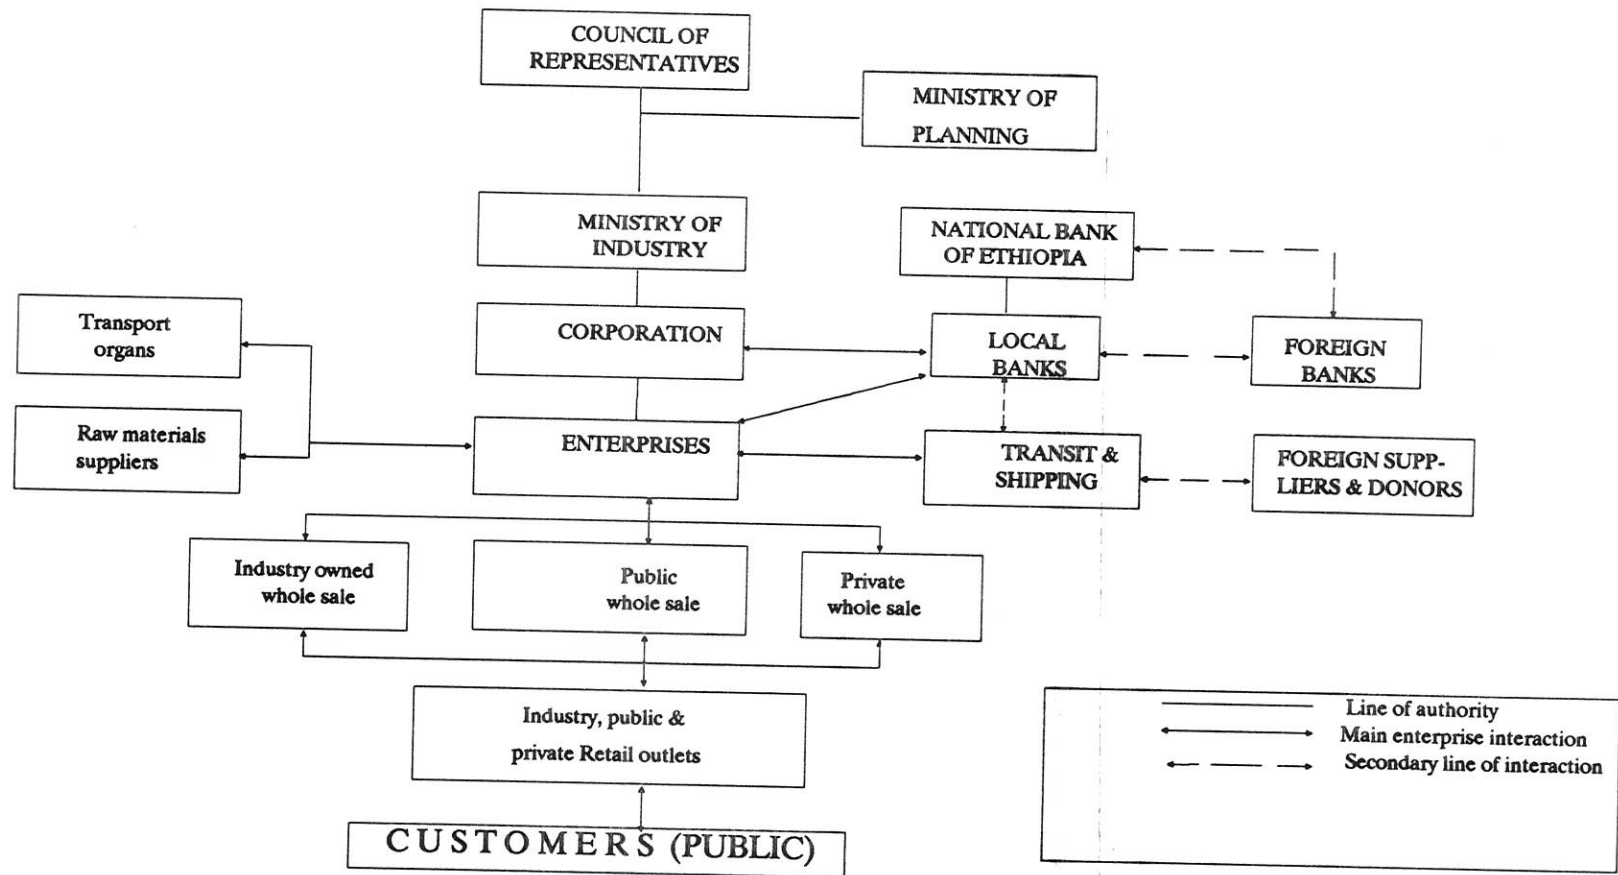 COUNCIL OF
REPRESENTATIVES
MINISTRY OF
PLANNING
MINISTRY OF
INDUSTRY
NATIONAL BANK
OF ETHIOPIA
Transport
organs
CORPORATION
LOCAL
BANKS
FOREIGN
BANKS
Raw materials
suppliers
ENTERPRISES
TRANSIT &
SHIPPING
FOREIGN SUPP-
LIERS & DONORS
Industry owned
whole sale
Public
whole sale
Private
whole sale
Industry, public &
private Retail outlets
CUSTOMERS (PUBLIC)
Line of authority
Main enterprise interaction
Secondary line of interaction